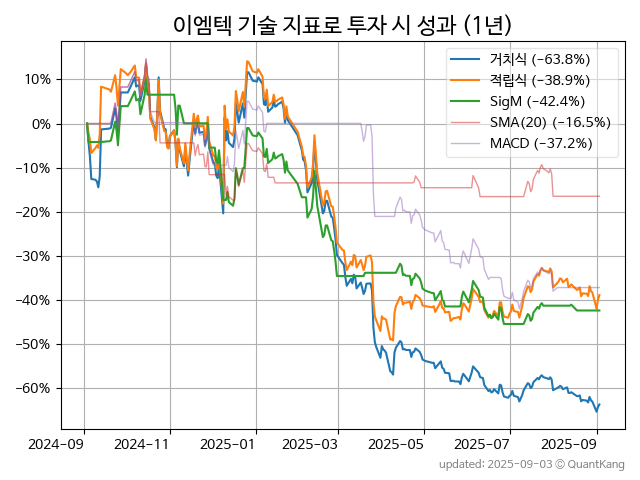 이엠텍 기술 지표로 투자 시 성과 (1년)
거치식 (−63.8%)
적립식 (−38.9%)
SigM (−42.4%)
SMA(20) (−16.5%)
MACD (−37.2%)
10%
0%
−10%
−20%
−30%
−40%
−50%
−60%
2024-09 2024-11 2025-01 2025-03 2025-05 2025-07 2025-09
updated: 2025-09-03 © QuantKang